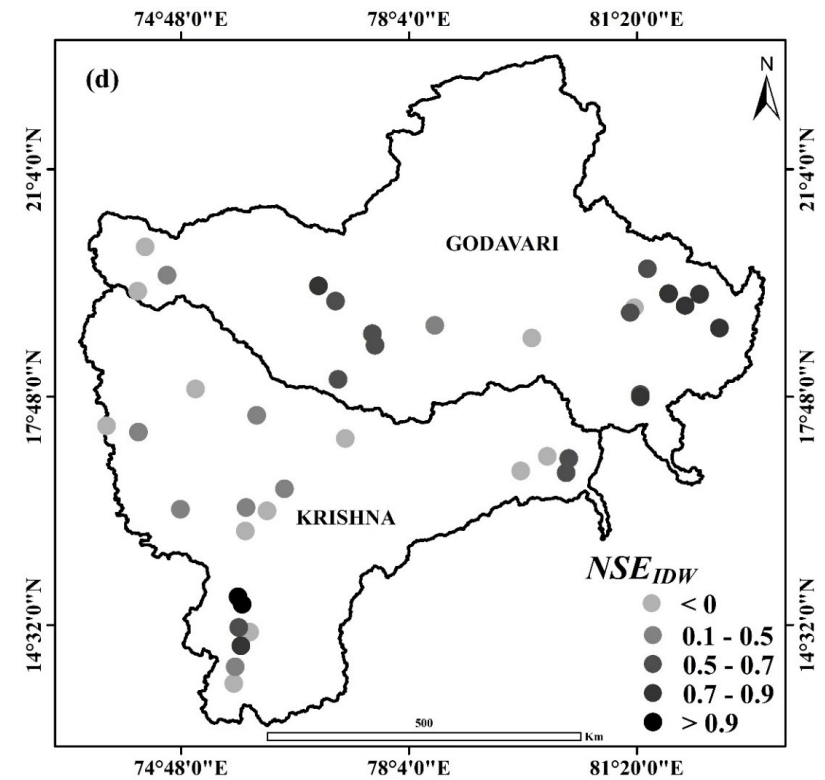 74°48'0"E 78°4'0"E 81°20'0"E
(d)
N
21°4'0"N 21°4'0"N
GODAVARI
17°48'0"N 17°48'0"N
KRISHNA
NSE IDW
< 0
14°32'0"N 14°32'0"N
0.1 - 0.5
0.5 - 0.7
0.7 - 0.9
> 0.9
500
Km
74°48'0"E 78°4'0"E 81°20'0"E